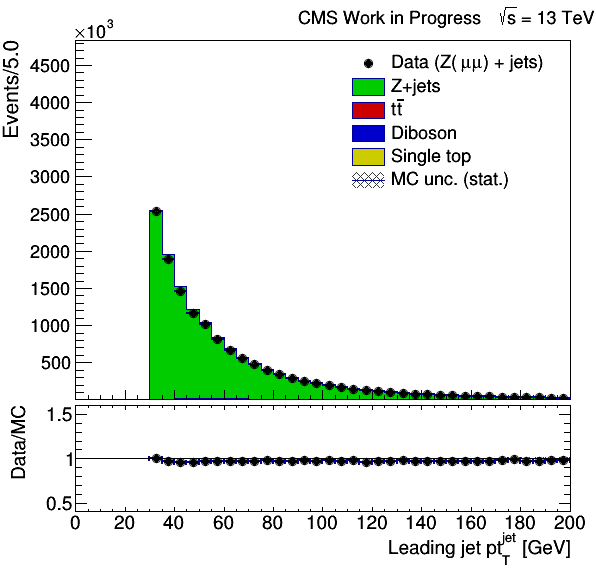 CMS Work in Progress √s = 13 TeV
×10³
Events/5.0
4500
4000
3500
3000
2500
2000
1500
1000
500
Data (Z( μμ) + jets)
Z+jets
tt̄
Diboson
Single top
MC unc. (stat.)
Data/MC
1.5
1
0.5
0 20 40 60 80 100 120 140 160 180 200
Leading jet pt_T^jet [GeV]